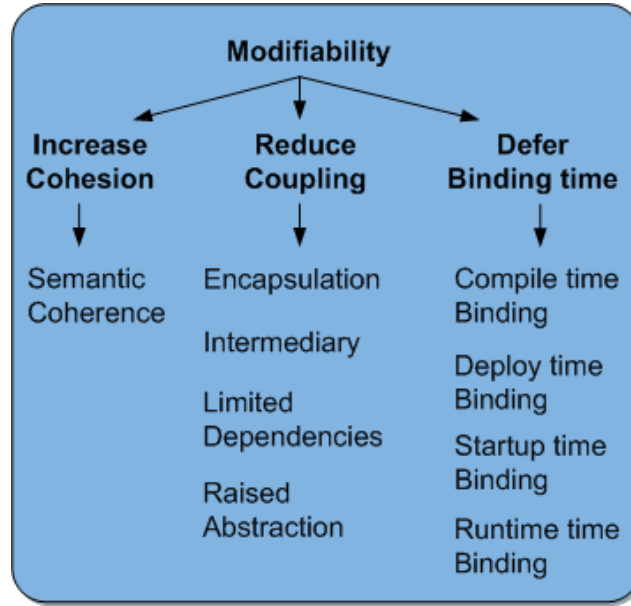 Modifiability
Increase
Cohesion
Semantic
Coherence
Reduce
Coupling
Encapsulation
Intermediary
Limited
Dependencies
Raised
Abstraction
Defer
Binding time
Compile time
Binding
Deploy time
Binding
Startup time
Binding
Runtime time
Binding